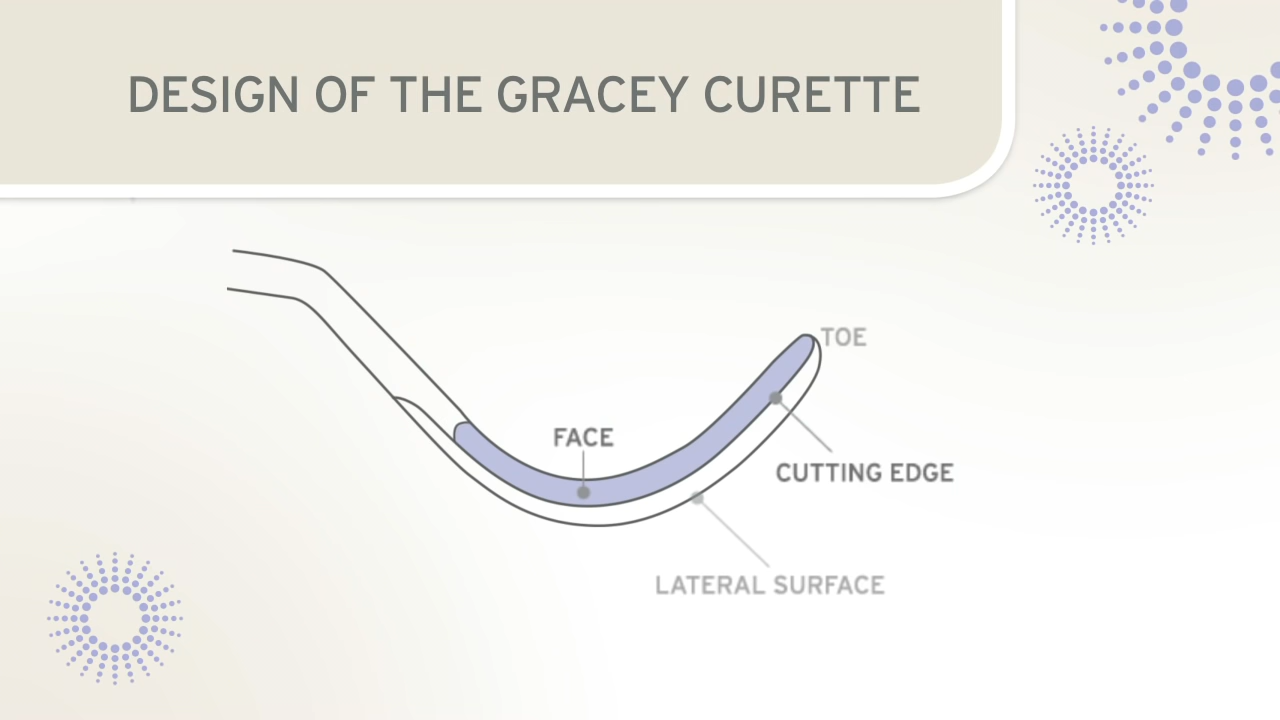 DESIGN OF THE GRACEY CURETTE
TOE
FACE
CUTTING EDGE
LATERAL SURFACE